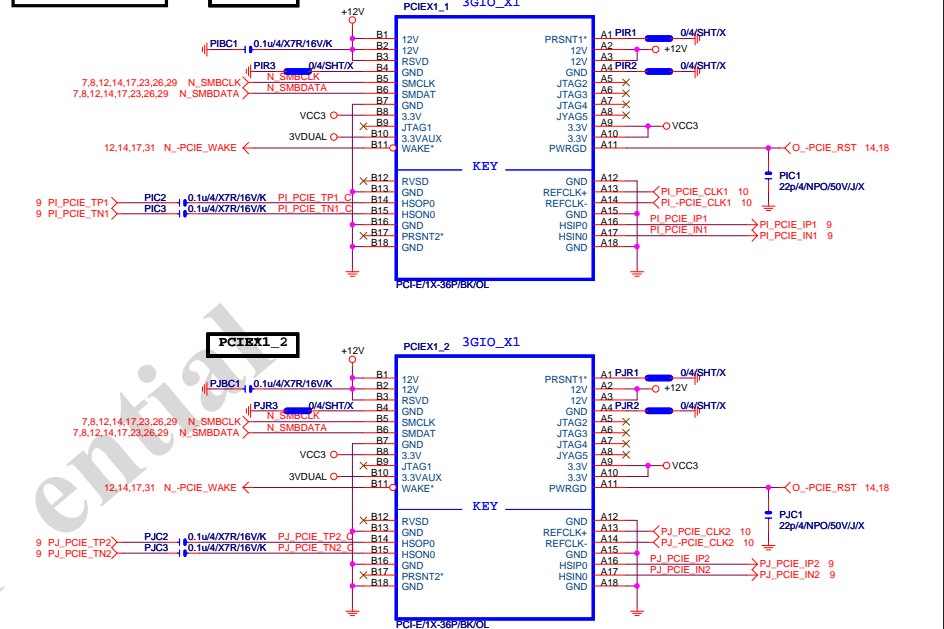 PCIEX1_1 3GIO_X1
+12V
PIBC1 0.1u/4/X7R/16V/K
PIR3 0/4/SHT/X
7,8,12,14,17,23,26,29 N_SMBCLK N_SMBCLK
7,8,12,14,17,23,26,29 N_SMBDATA N_SMBDATA
VCC3
3VDUAL
12,14,17,31 N_-PCIE_WAKE
9 PI_PCIE_TP1 PIC2 0.1u/4/X7R/16V/K PI_PCIE_TP1_C
9 PI_PCIE_TN1 PIC3 0.1u/4/X7R/16V/K PI_PCIE_TN1_C
B1 12V
B2 12V
B3 RSVD
B4 GND
B5 SMCLK
B6 SMDAT
B7 GND
B8 3.3V
B9 JTAG1
B10 3.3VAUX
B11 WAKE*
KEY
B12 RVSD
B13 GND
B14 HSOP0
B15 HSON0
B16 GND
B17 PRSNT2*
B18 GND
PRSNT1* A1
12V A2
12V A3
GND A4
JTAG2 A5
JTAG3 A6
JTAG4 A7
JYAG5 A8
3.3V A9
3.3V A10
PWRGD A11
GND A12
REFCLK+ A13
REFCLK- A14
GND A15
HSIP0 A16
HSIN0 A17
GND A18
PIR1 0/4/SHT/X
+12V
PIR2 0/4/SHT/X
VCC3
O_-PCIE_RST 14,18
PIC1
22p/4/NPO/50V/J/X
PI_PCIE_CLK1 10
PI_-PCIE_CLK1 10
PI_PCIE_IP1 PI_PCIE_IP1 9
PI_PCIE_IN1 PI_PCIE_IN1 9
PCI-E/1X-36P/BK/OL
PCIEX1_2
PCIEX1_2 3GIO_X1
+12V
PJBC1 0.1u/4/X7R/16V/K
PJR3 0/4/SHT/X
7,8,12,14,17,23,26,29 N_SMBCLK N_SMBCLK
7,8,12,14,17,23,26,29 N_SMBDATA N_SMBDATA
VCC3
3VDUAL
12,14,17,31 N_-PCIE_WAKE
9 PJ_PCIE_TP2 PJC2 0.1u/4/X7R/16V/K PJ_PCIE_TP2_C
9 PJ_PCIE_TN2 PJC3 0.1u/4/X7R/16V/K PJ_PCIE_TN2_C
B1 12V
B2 12V
B3 RSVD
B4 GND
B5 SMCLK
B6 SMDAT
B7 GND
B8 3.3V
B9 JTAG1
B10 3.3VAUX
B11 WAKE*
KEY
B12 RVSD
B13 GND
B14 HSOP0
B15 HSON0
B16 GND
B17 PRSNT2*
B18 GND
PRSNT1* A1
12V A2
12V A3
GND A4
JTAG2 A5
JTAG3 A6
JTAG4 A7
JYAG5 A8
3.3V A9
3.3V A10
PWRGD A11
GND A12
REFCLK+ A13
REFCLK- A14
GND A15
HSIP0 A16
HSIN0 A17
GND A18
PJR1 0/4/SHT/X
+12V
PJR2 0/4/SHT/X
VCC3
O_-PCIE_RST 14,18
PJC1
22p/4/NPO/50V/J/X
PJ_PCIE_CLK2 10
PJ_-PCIE_CLK2 10
PJ_PCIE_IP2 PJ_PCIE_IP2 9
PJ_PCIE_IN2 PJ_PCIE_IN2 9
PCI-E/1X-36P/BK/OL
ential